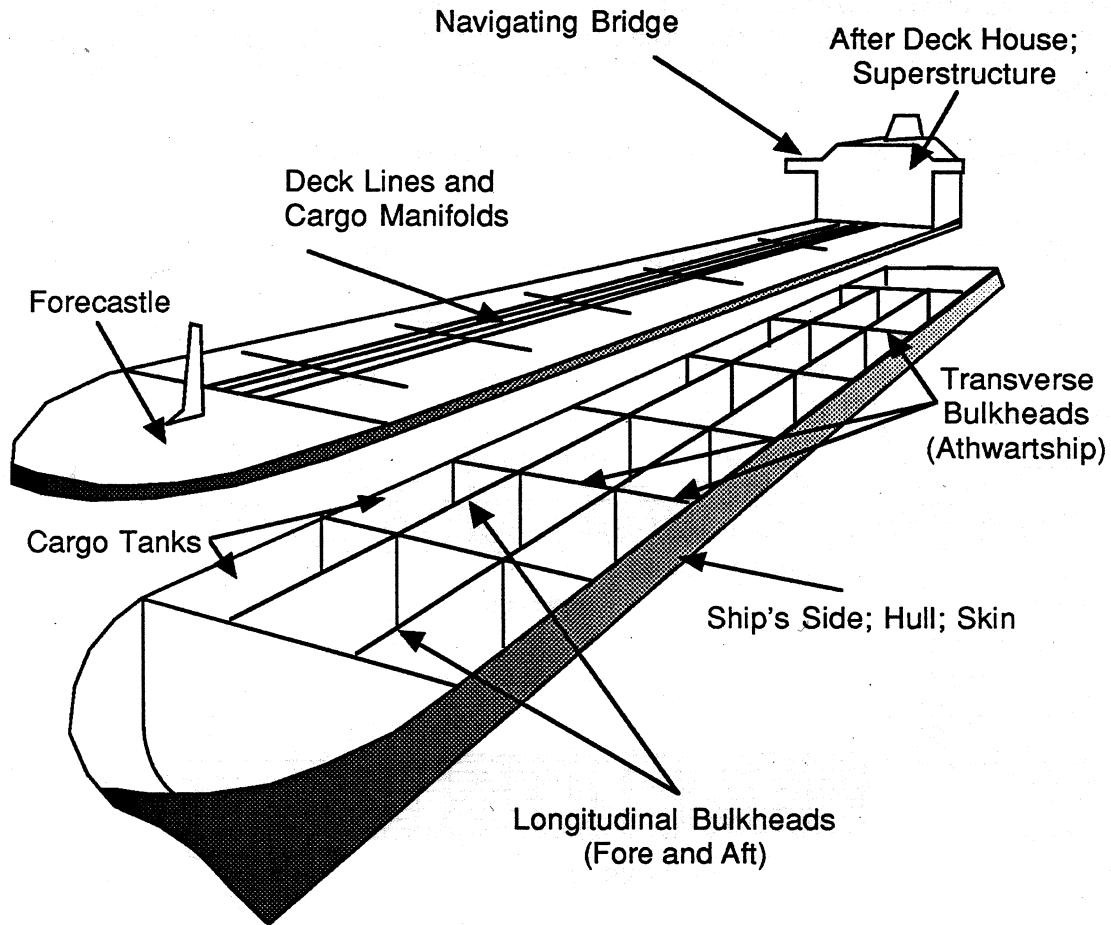 Navigating Bridge
After Deck House;
Superstructure
Deck Lines and
Cargo Manifolds
Forecastle
Transverse
Bulkheads
(Athwartship)
Cargo Tanks
Ship's Side; Hull; Skin
Longitudinal Bulkheads
(Fore and Aft)